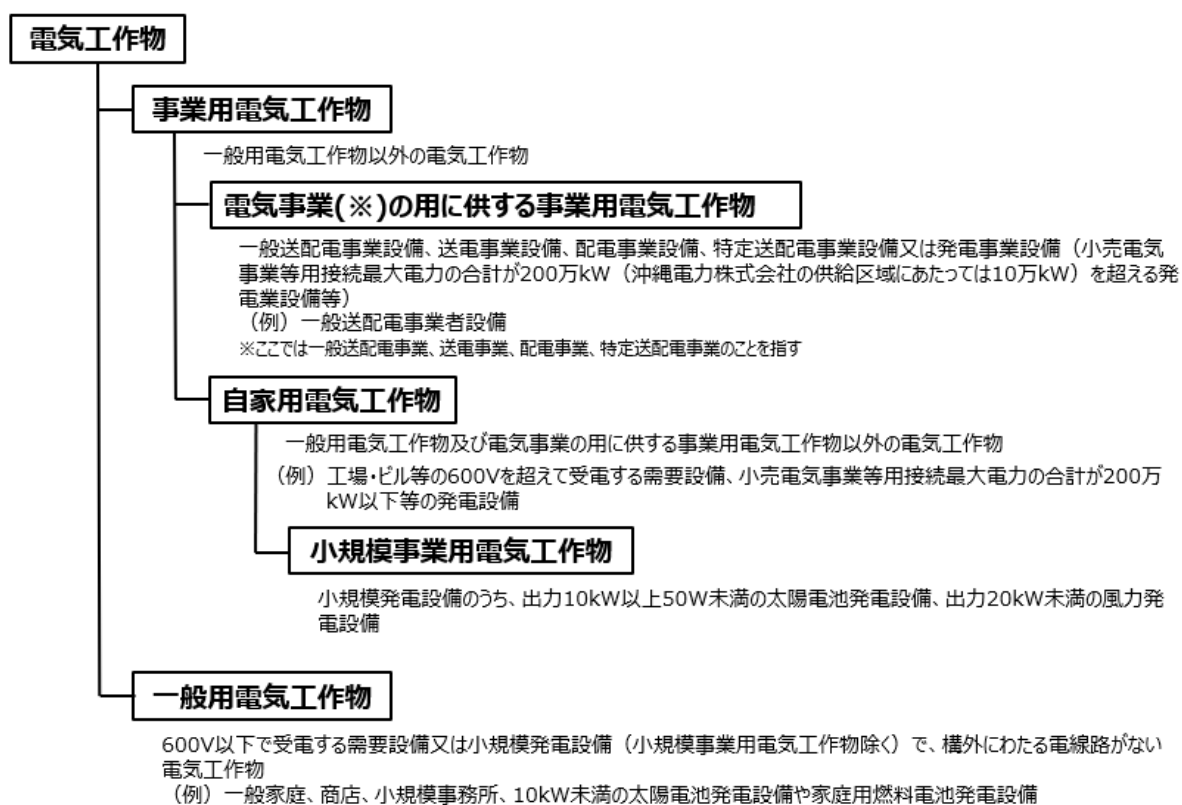 電気工作物
事業用電気工作物
一般用電気工作物以外の電気工作物
電気事業(※)の用に供する事業用電気工作物
一般送配電事業設備、送電事業設備、配電事業設備、特定送配電事業設備又は発電事業設備（小売電気
事業等用接続最大電力の合計が200万kW（沖縄電力株式会社の供給区域にあたっては10万kW）を超える発
電業設備等）
（例）一般送配電事業者設備
※ここでは一般送配電事業、送電事業、配電事業、特定送配電事業のことを指す
自家用電気工作物
一般用電気工作物及び電気事業の用に供する事業用電気工作物以外の電気工作物
（例）工場・ビル等の600Vを超えて受電する需要設備、小売電気事業等用接続最大電力の合計が200万
kW以下等の発電設備
小規模事業用電気工作物
小規模発電設備のうち、出力10kW以上50W未満の太陽電池発電設備、出力20kW未満の風力発
電設備
一般用電気工作物
600V以下で受電する需要設備又は小規模発電設備（小規模事業用電気工作物除く）で、構外にわたる電線路がない
電気工作物
（例）一般家庭、商店、小規模事務所、10kW未満の太陽電池発電設備や家庭用燃料電池発電設備